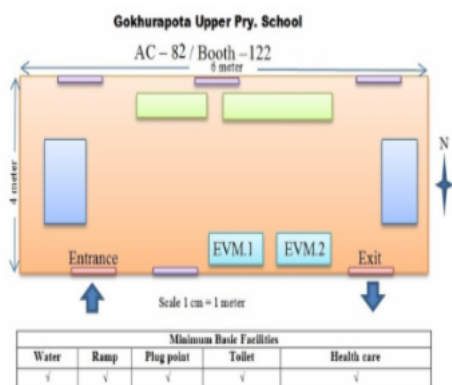 Gokhurapota Upper Pry. School
AC – 82 / Booth –122
6 meter
4 meter
N
EVM.1 EVM.2
Entrance Exit
Scale 1 cm = 1 meter
Minimum Basic Facilities
Water Ramp Plug point Toilet Health care
√ √ √ √ √